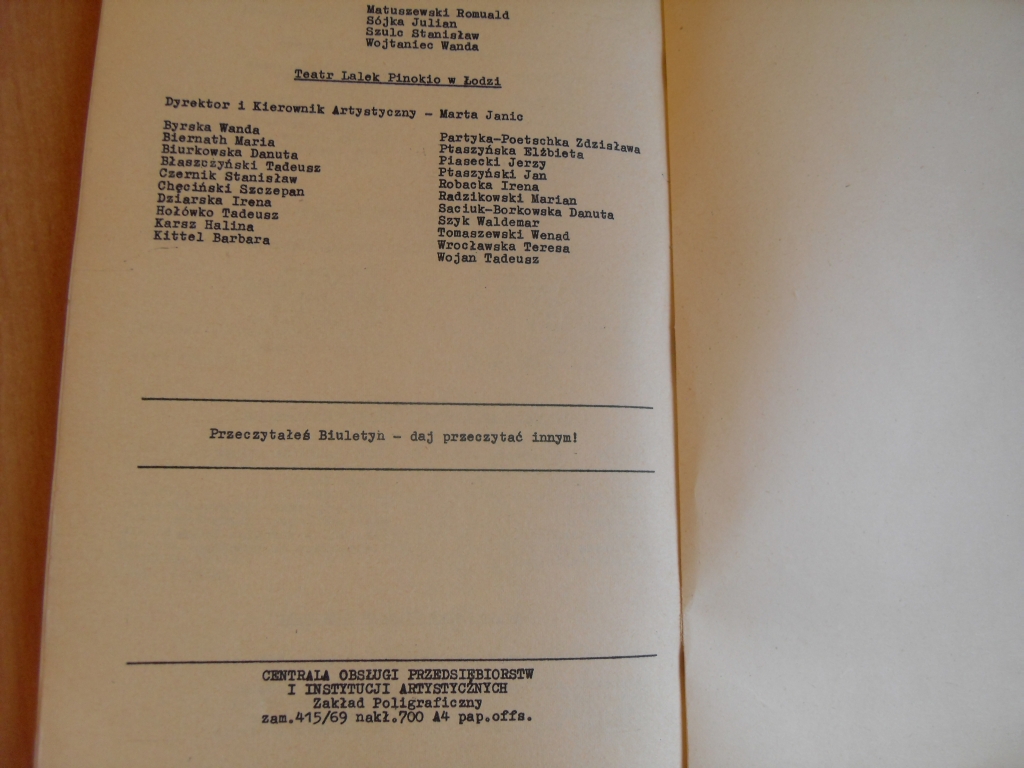 Matuszewski Romuald
Sójka Julian
Szulc Stanisław
Wojtaniec Wanda
Teatr Lalek Pinokio w Łodzi
Dyrektor i Kierownik Artystyczny - Marta Janic
Byrska Wanda
Biernath Maria
Biurkowska Danuta
Błaszczyński Tadeusz
Czernik Stanisław
Chęciński Szczepan
Dziarska Irena
Hołówko Tadeusz
Karsz Halina
Kittel Barbara
Partyka-Poetschka Zdzisława
Ptaszyńska Elżbieta
Piasecki Jerzy
Ptaszyński Jan
Robacka Irena
Radzikowski Marian
Saciuk-Borkowska Danuta
Szyk Waldemar
Tomaszewski Wenad
Wrocławska Teresa
Wojan Tadeusz
Przeczytałeś Biuletyn - daj przeczytać innym!
CENTRALA OBSŁUGI PRZEDSIĘBIORSTW
I INSTYTUCJI ARTYSTYCZNYCH
Zakład Poligraficzny
zam.415/69 nakł.700 A4 pap.offs.